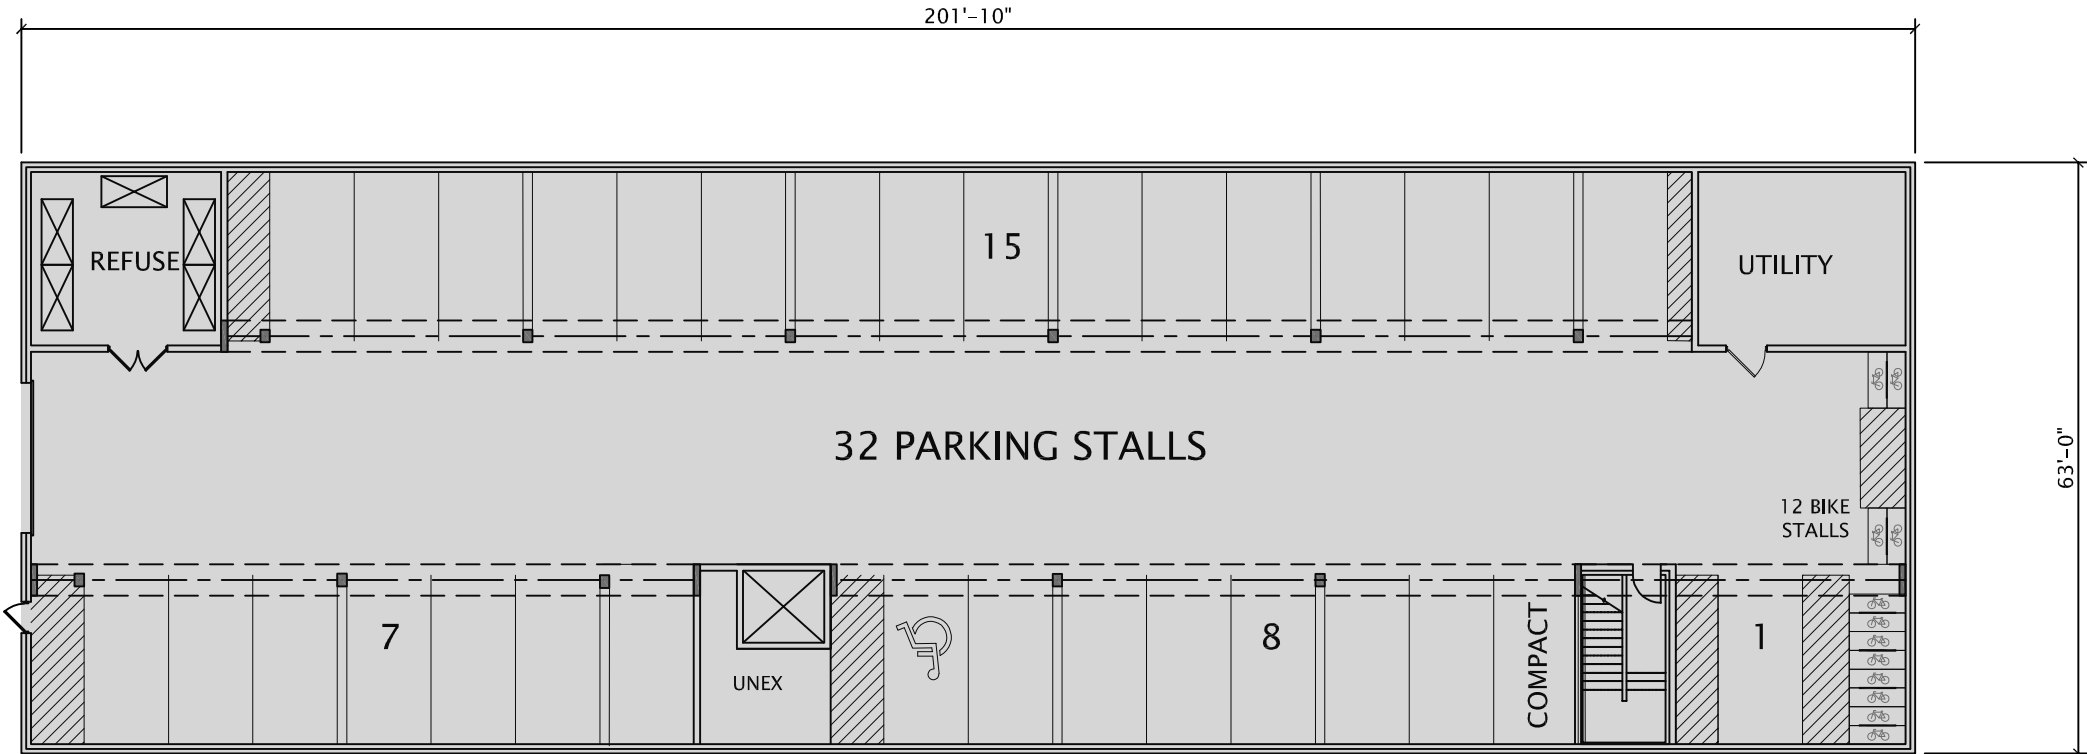 201'-10"
15
REFUSE
UTILITY
32 PARKING STALLS
63'-0"
12 BIKE
STALLS
7
8
COMPACT
1
UNEX